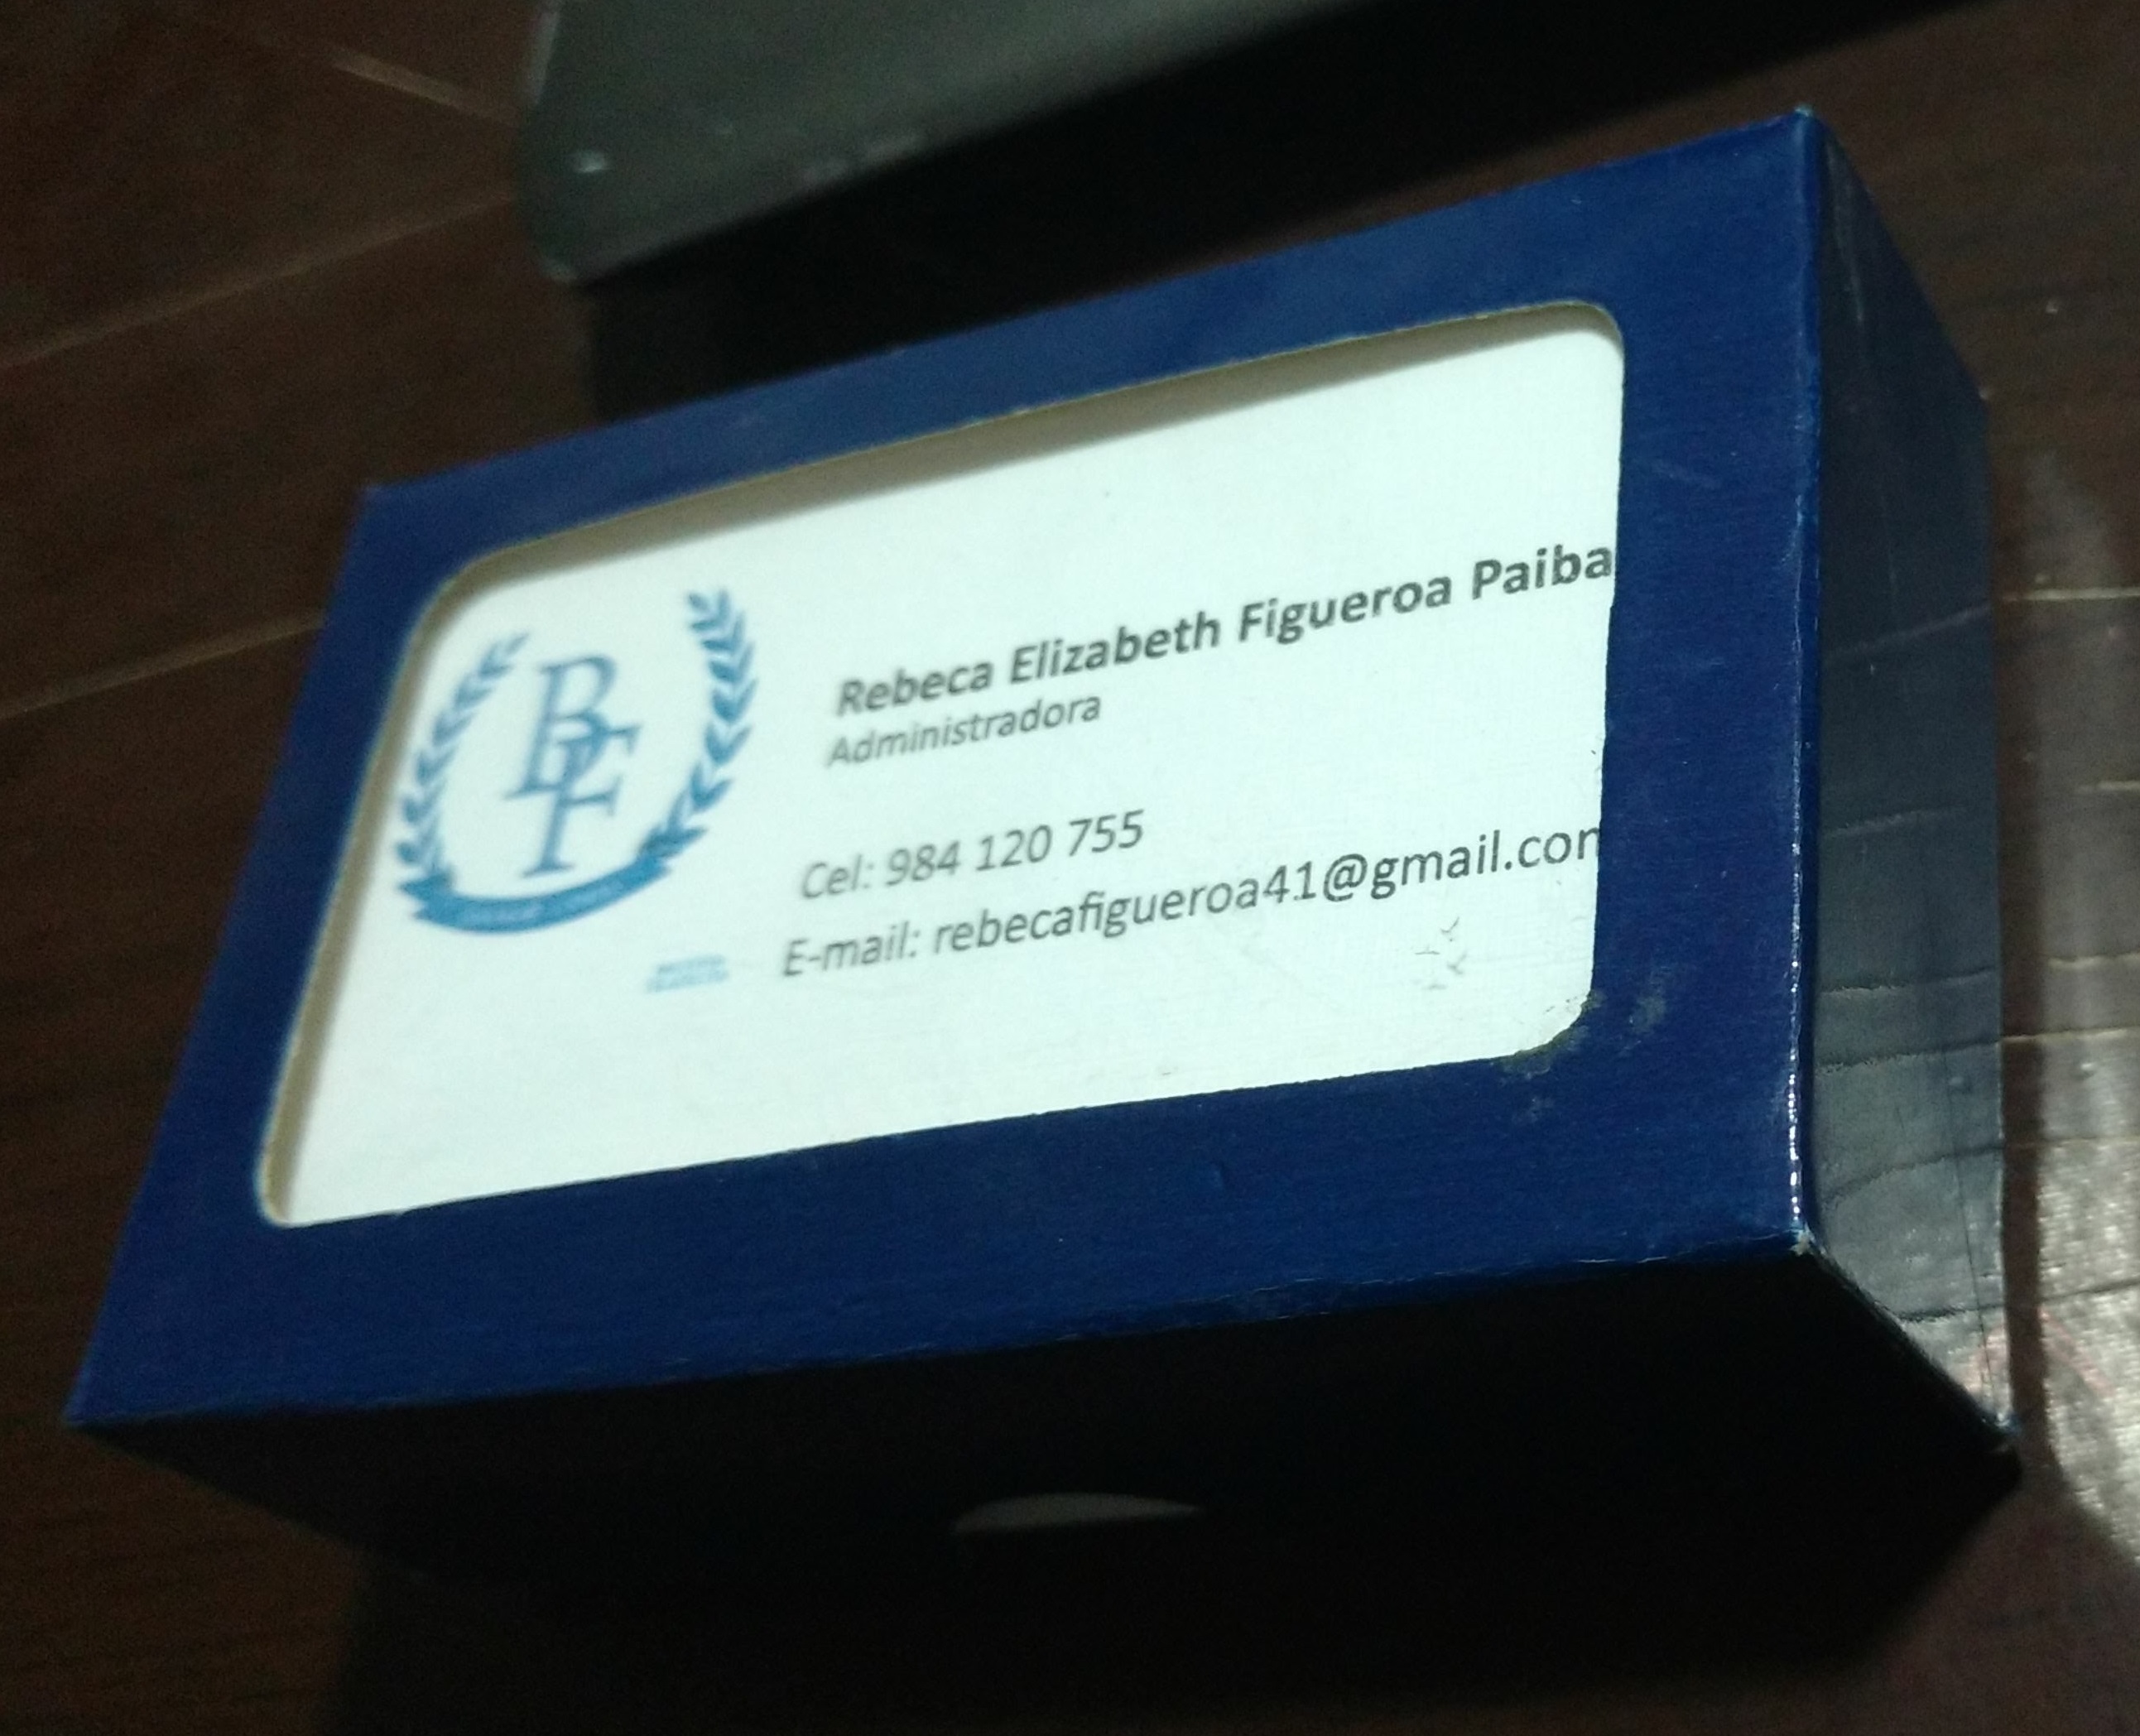 BF
Rebeca Elizabeth Figueroa Paiba
Administradora
Cel: 984 120 755
E-mail: rebecafigueroa41@gmail.com